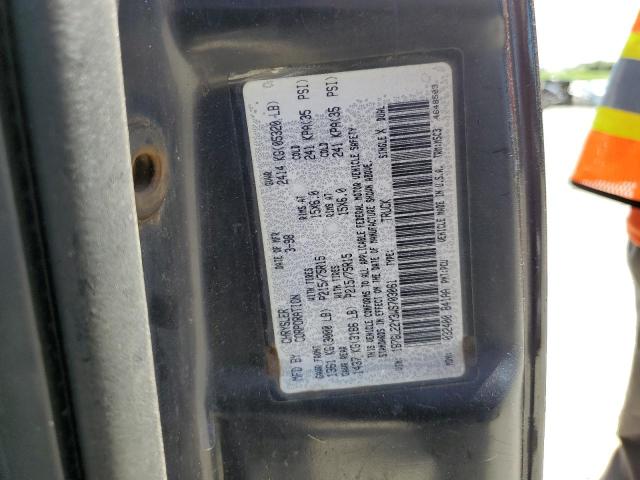 MFD BY CHRYSLER CORPORATION
DATE OF MFR 3-98
GVWR 2414 KG(05320 LB)
GAWR FRONT 1361 KG(3000 LB)
WITH TIRES P215/75R15
RIMS AT 15X6.0
COLD 241 KPA(35 PSI)
GAWR REAR 1437 KG(3166 LB)
WITH TIRES P215/75R15
RIMS AT 15X6.0
COLD 241 KPA(35 PSI)
THIS VEHICLE CONFORMS TO ALL APPLICABLE FEDERAL MOTOR VEHICLE SAFETY
STANDARDS IN EFFECT ON THE DATE OF MANUFACTURE SHOWN ABOVE.
TYPE: TRUCK
SINGLE X DUAL
VEHICLE MADE IN U.S.A.
4648503